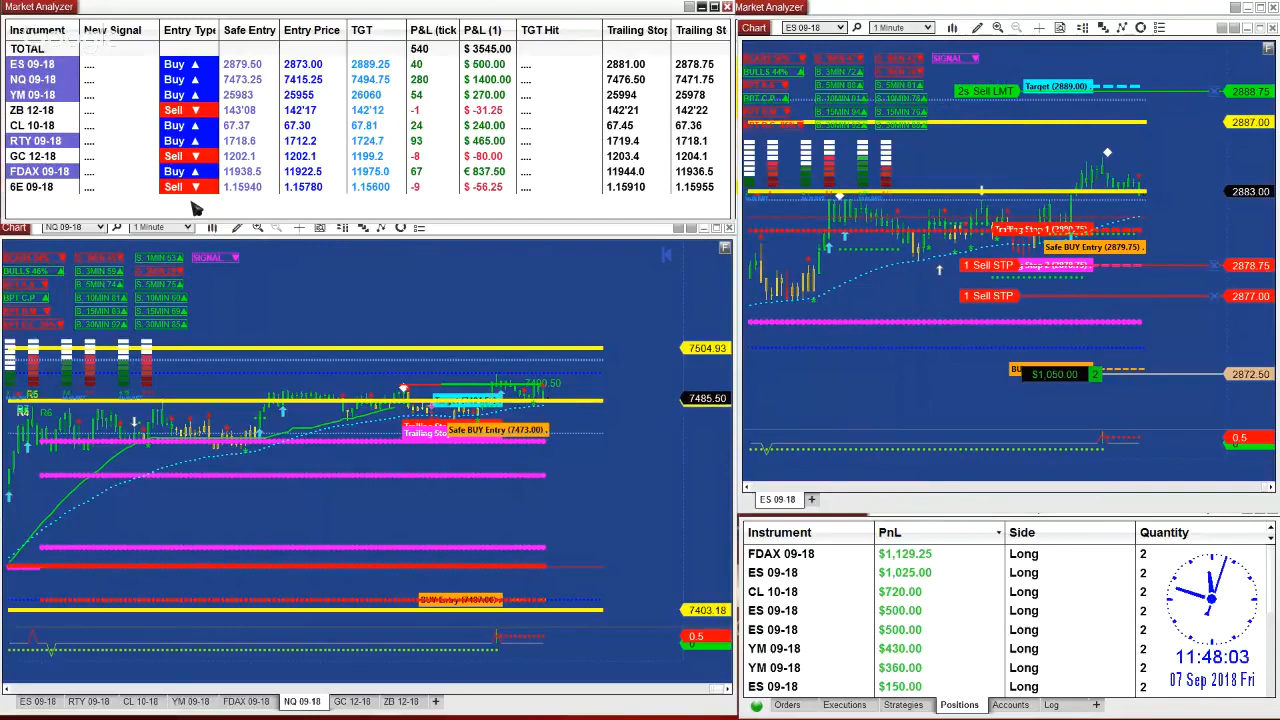 Market Analyzer
Instrument New Signal Entry Type Safe Entry Entry Price TGT P&L (tick P&L (1) TGT Hit Trailing Stop Trailing St
TOTAL 540 $ 3545.00
ES 09-18 .... Buy ▲ 2879.50 2873.00 2889.25 40 $ 500.00 2881.00 2878.75
NQ 09-18 .... Buy ▲ 7473.25 7415.25 7494.75 280 $ 1400.00 7476.50 7471.75
YM 09-18 .... Buy ▲ 25983 25955 26060 54 $ 270.00 25994 25978
ZB 12-18 .... Sell ▼ 143'08 142'17 142'12 -1 $ -31.25 142'21 142'22
CL 10-18 .... Buy ▲ 67.37 67.30 67.81 24 $ 240.00 67.45 67.36
RTY 09-18 .... Buy ▲ 1718.6 1712.2 1724.7 93 $ 465.00 1719.4 1718.1
GC 12-18 .... Sell ▼ 1202.1 1202.1 1199.2 -8 $ -80.00 1203.4 1204.1
FDAX 09-18 .... Buy ▲ 11938.5 11922.5 11975.0 67 € 837.50 11944.0 11936.5
6E 09-18 .... Sell ▼ 1.15940 1.15780 1.15600 -9 $ -56.25 1.15910 1.15955
Chart NQ 09-18 1 Minute
BULLS 46% B. 3MIN 59▲
SIGNAL ▼
7504.93
7485.50
Safe BUY Entry (7473.00)
7403.18
0.5
ES 09-18 RTY 09-18 CL 10-18 YM 09-18 FDAX 09-18 NQ 09-18 GC 12-18 ZB 12-18 +
Chart ES 09-18 1 Minute
F
BULLS 44% B. 3MIN 72▲
SIGNAL ▼
Target (2889.00)
2s Sell LMT 2888.75
2887.00
2883.00
Safe BUY Entry (2879.75)
1 Sell STP 2878.75
1 Sell STP 2877.00
$1,050.00 2 2872.50
0.5
ES 09-18 +
Instrument PnL Side Quantity
FDAX 09-18 $1,129.25 Long 2
ES 09-18 $1,025.00 Long 2
CL 10-18 $720.00 Long 2
ES 09-18 $500.00 Long 2
ES 09-18 $500.00 Long 2
YM 09-18 $430.00 Long 2
YM 09-18 $360.00 Long 2
ES 09-18 $150.00 Long 2
11:48:03
07 Sep 2018 Fri
Orders Executions Strategies Positions Accounts Log +